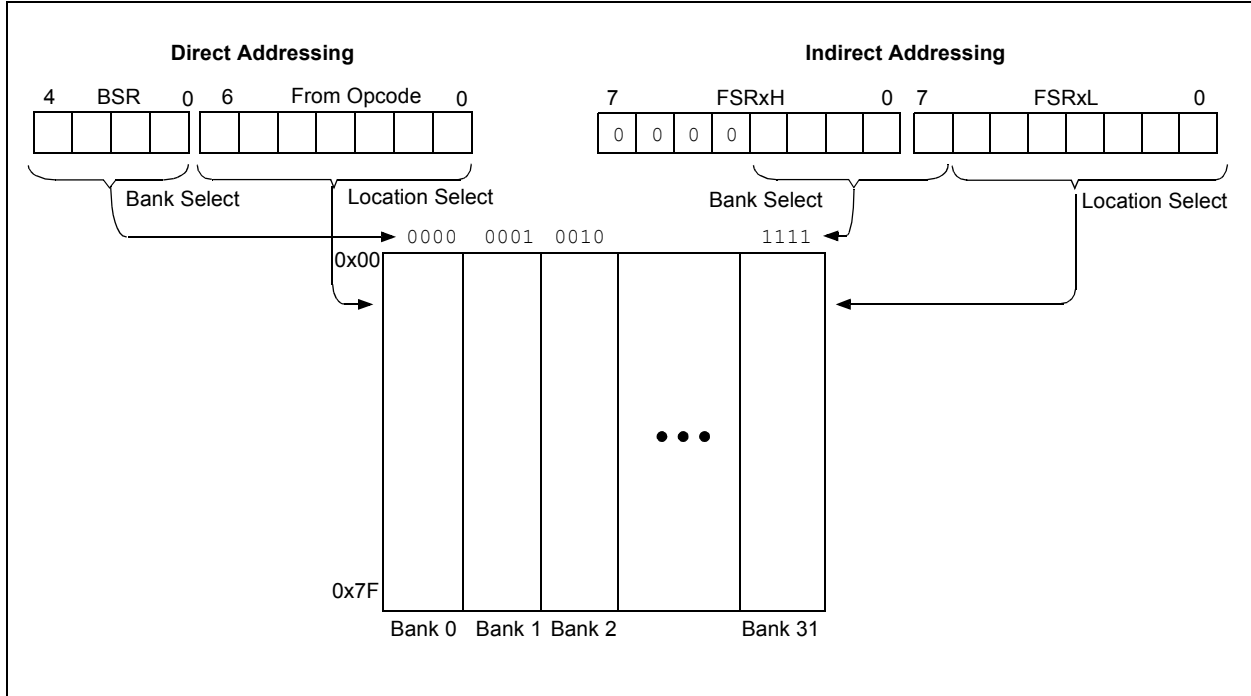 Direct Addressing
Indirect Addressing
4 BSR 0 6 From Opcode 0
7 FSRxH 0 7 FSRxL 0
0 0 0 0
Bank Select
Location Select
Bank Select
Location Select
0000 0001 0010 1111
0x00
0x7F
Bank 0 Bank 1 Bank 2 Bank 31